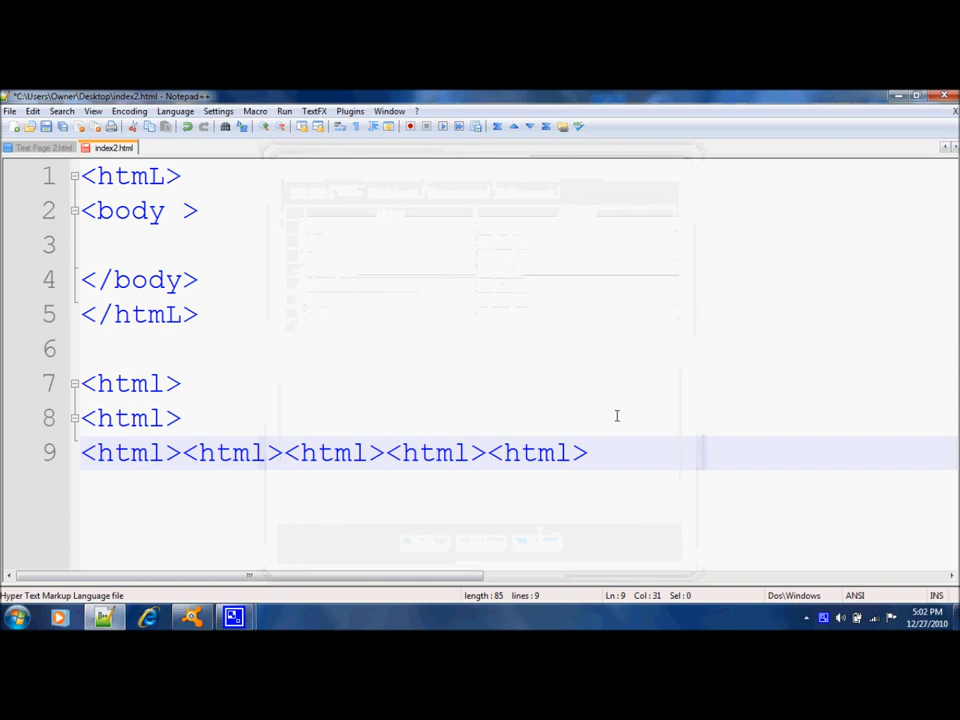 *C:\Users\Owner\Desktop\index2.html - Notepad++
File Edit Search View Encoding Language Settings Macro Run TextFX Plugins Window ? X
Text Page 2.html index2.html
1 <htmL>
2 <body >
3
4 </body>
5 </htmL>
6
7 <html>
8 <html>
9 <html><html><html><html><html>
Hyper Text Markup Language file length : 85 lines : 9 Ln : 9 Col : 31 Sel : 0 Dos\Windows ANSI INS
5:02 PM
12/27/2010